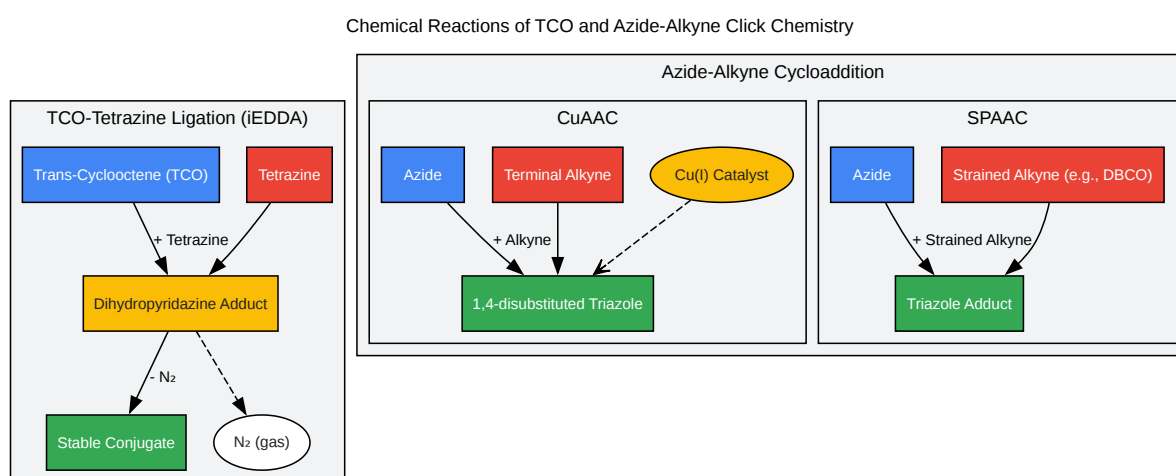 Chemical Reactions of TCO and Azide-Alkyne Click Chemistry
TCO-Tetrazine Ligation (iEDDA)
Trans-Cyclooctene (TCO)
Tetrazine
+ Tetrazine
Dihydropyridazine Adduct
- N₂
Stable Conjugate
N₂ (gas)
Azide-Alkyne Cycloaddition
CuAAC
Azide
Terminal Alkyne
Cu(I) Catalyst
+ Alkyne
1,4-disubstituted Triazole
SPAAC
Azide
Strained Alkyne (e.g., DBCO)
+ Strained Alkyne
Triazole Adduct